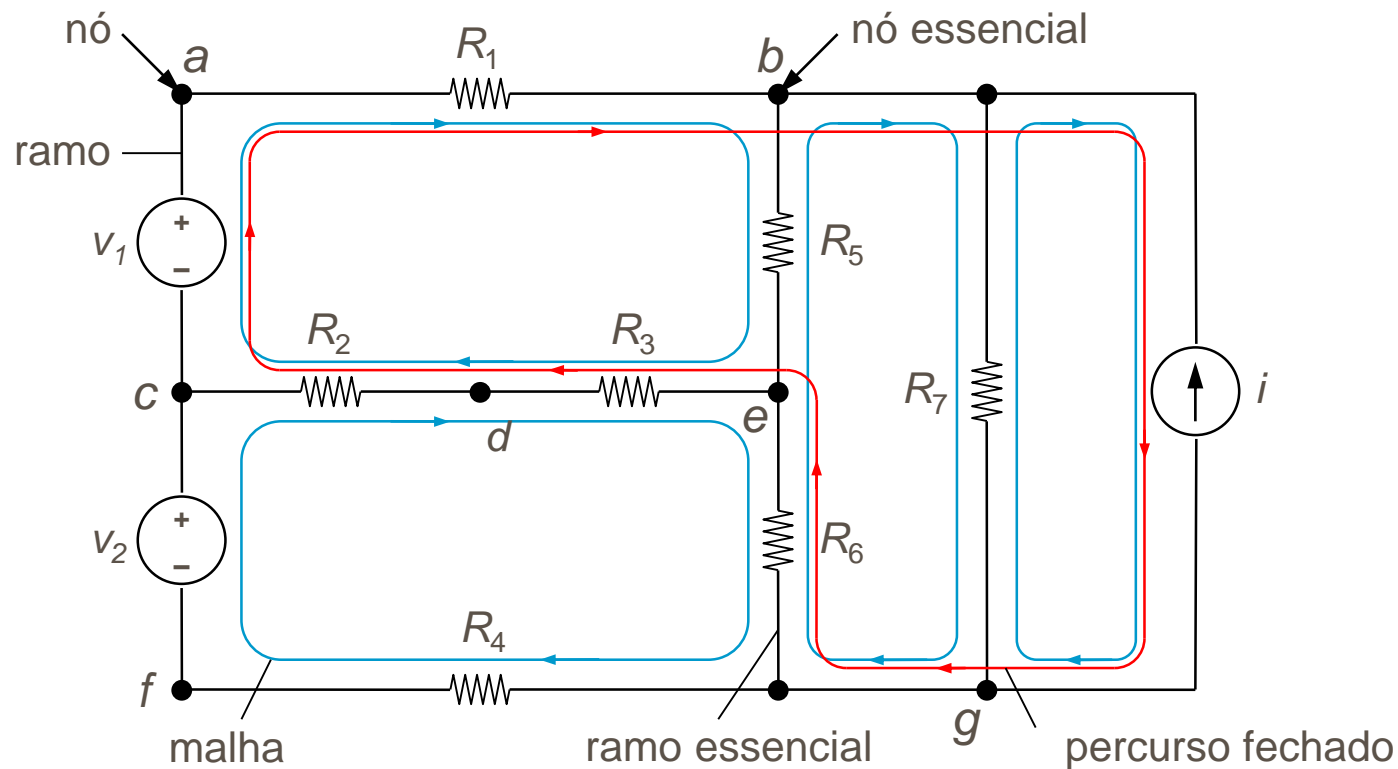 nó
nó essencial
a
R1
b
ramo
+
v1
−
R5
R2
R3
c
d
e
R7
i
+
v2
−
R6
R4
f
g
malha
ramo essencial
percurso fechado